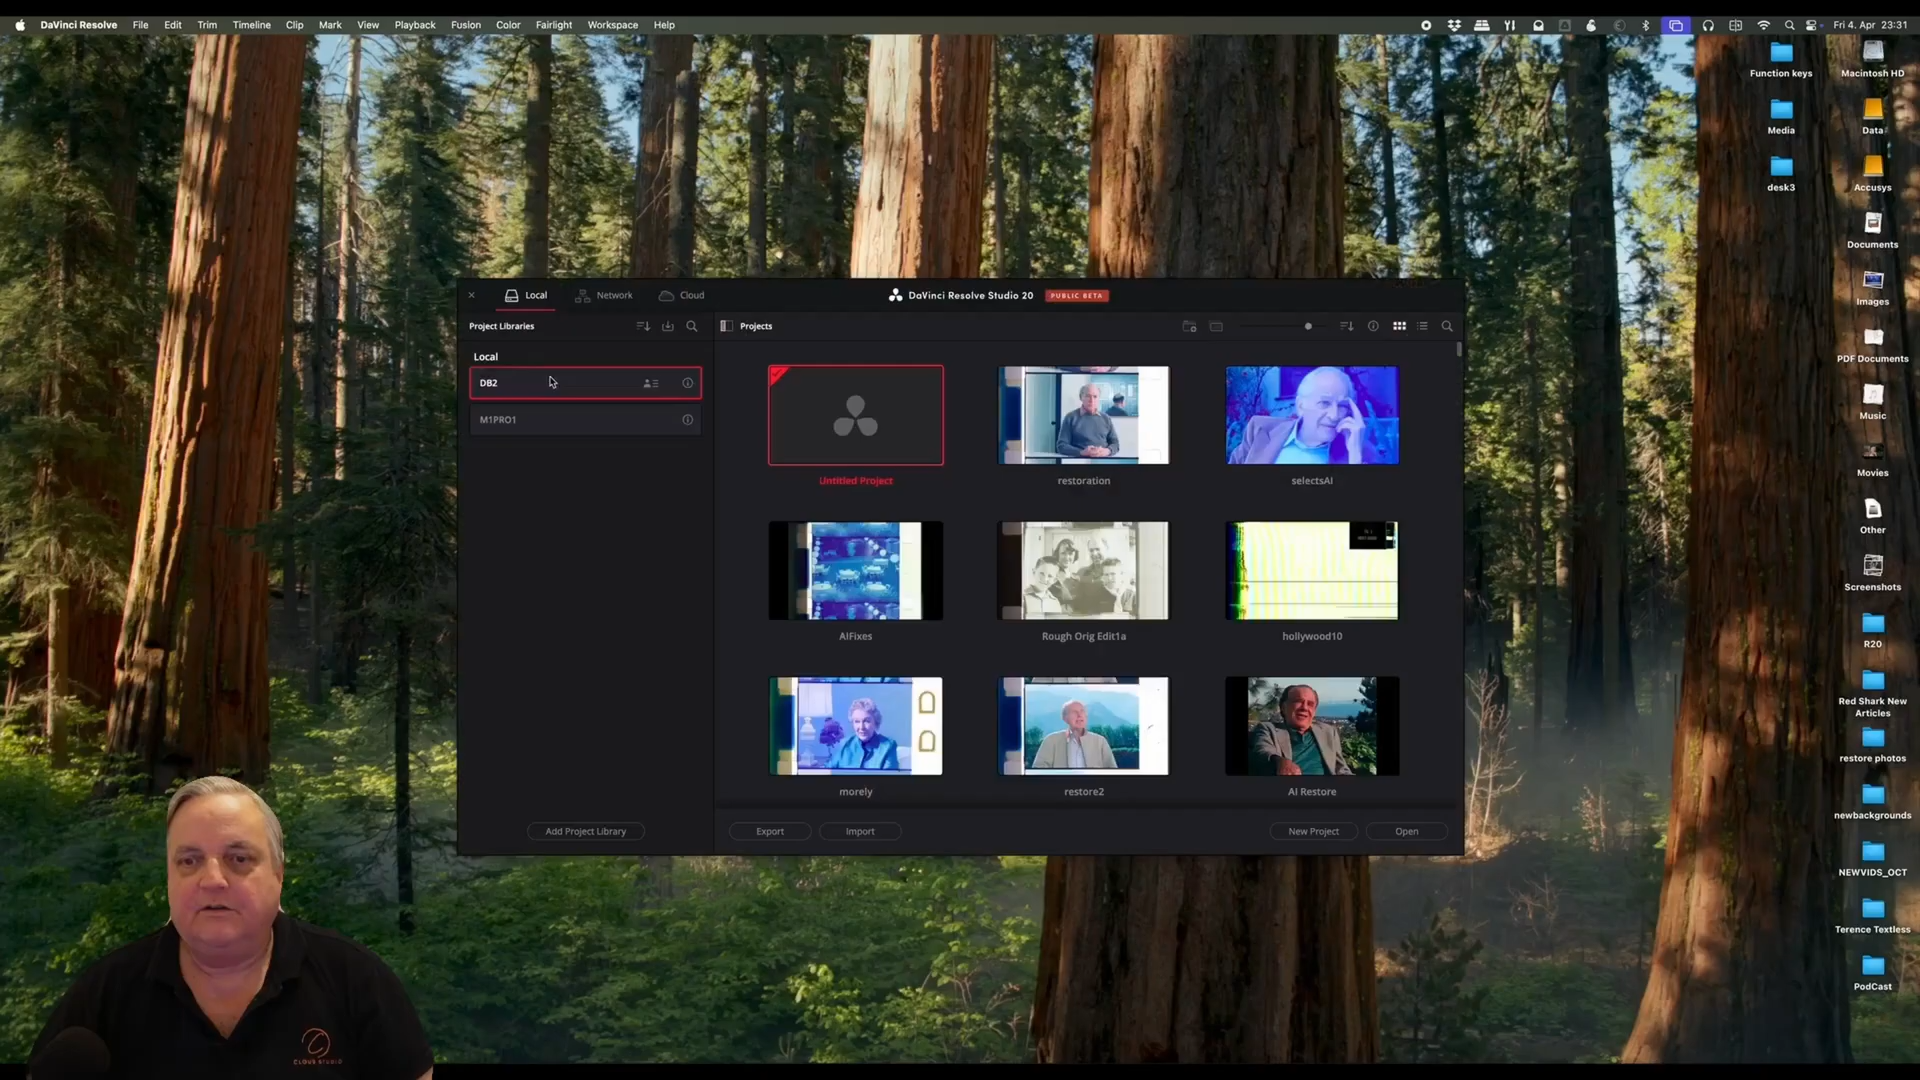 DaVinci Resolve File Edit Trim Timeline Clip Mark View Playback Fusion Color Fairlight Workspace Help Fri 4. Apr 23:31
Function keys Macintosh HD
Media Data
desk3 Accusys
Documents
Images
PDF Documents
Music
Movies
Other
Screenshots
R20
Red Shark New
Articles
restore photos
newbackgrounds
NEWVIDS_OCT
Terence Textless
PodCast
Local Network Cloud DaVinci Resolve Studio 20 PUBLIC BETA
Project Libraries
Projects
Local
DB2
M1PRO1
Add Project Library
Untitled Project restoration selectsAI
AIFixes Rough Orig Edit1a hollywood10
morely restore2 AI Restore
Export Import New Project Open
CLOUD STUDIO